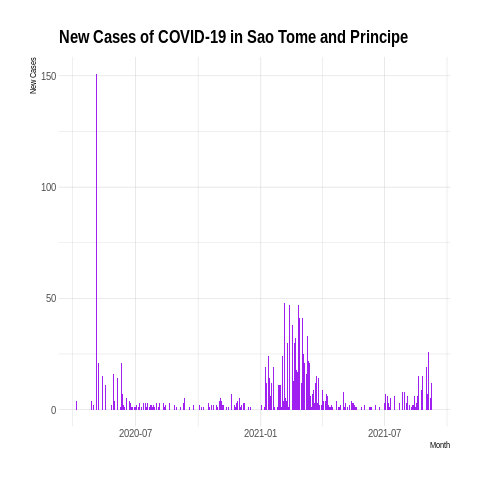 New Cases of COVID-19 in Sao Tome and Principe
New Cases
150
100
50
0
2020-07 2021-01 2021-07
Month